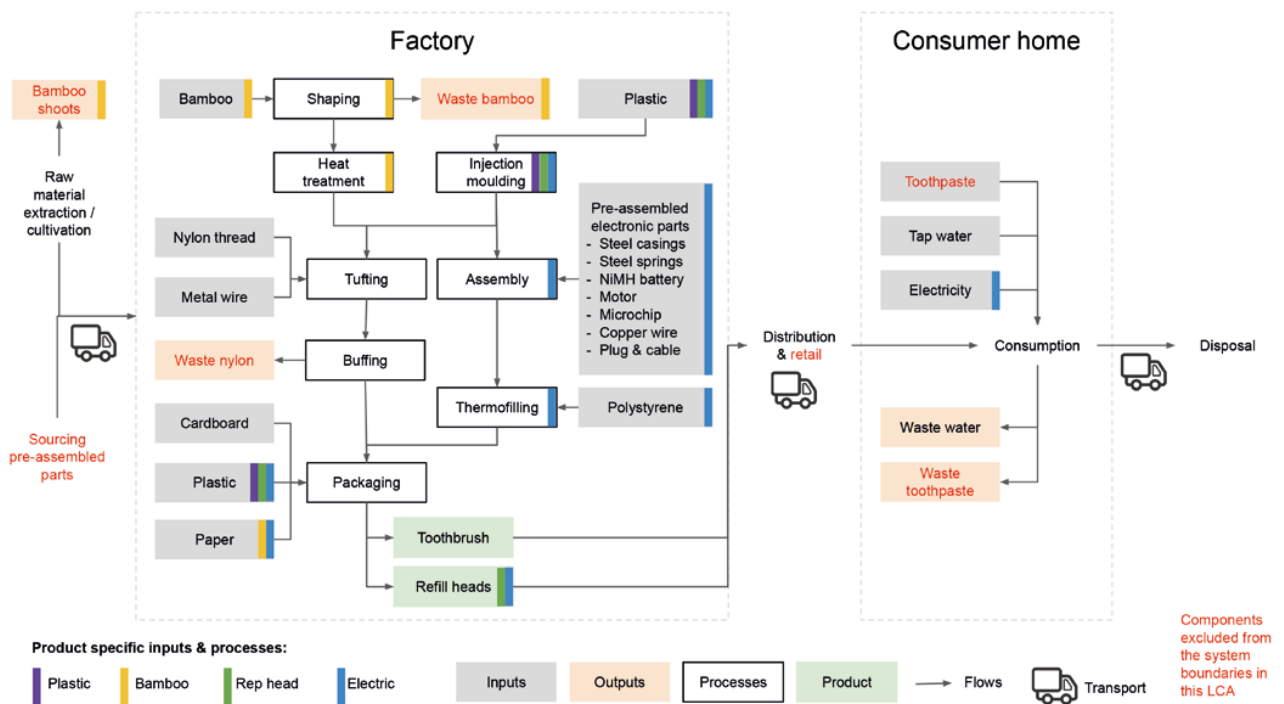 Factory
Consumer home
Bamboo
shoots
Bamboo
Shaping
Waste bamboo
Plastic
Raw
material
extraction /
cultivation
Heat
treatment
Injection
moulding
Pre-assembled
electronic parts
- Steel casings
- Steel springs
- NiMH battery
- Motor
- Microchip
- Copper wire
- Plug & cable
Nylon thread
Metal wire
Tufting
Assembly
Waste nylon
Buffing
Thermofilling
Polystyrene
Sourcing
pre-assembled
parts
Cardboard
Plastic
Paper
Packaging
Toothbrush
Refill heads
Distribution
& retail
Toothpaste
Tap water
Electricity
Consumption
Disposal
Waste water
Waste
toothpaste
Components
excluded from
the system
boundaries in
this LCA
Product specific inputs & processes:
Plastic
Bamboo
Rep head
Electric
Inputs
Outputs
Processes
Product
Flows
Transport